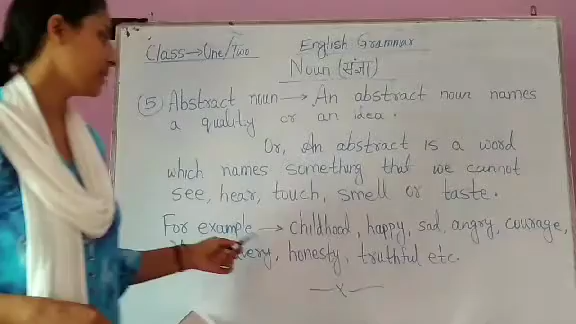 Class→One/Two English Grammar
Noun (संज्ञा)
(5) Abstract noun → An abstract noun names
a quality or an idea.
Or, An abstract is a word
which names something that we cannot
see, hear, touch, smell or taste.
For example → childhood, happy, sad, angry, courage,
honesty, truthful etc.
—x—